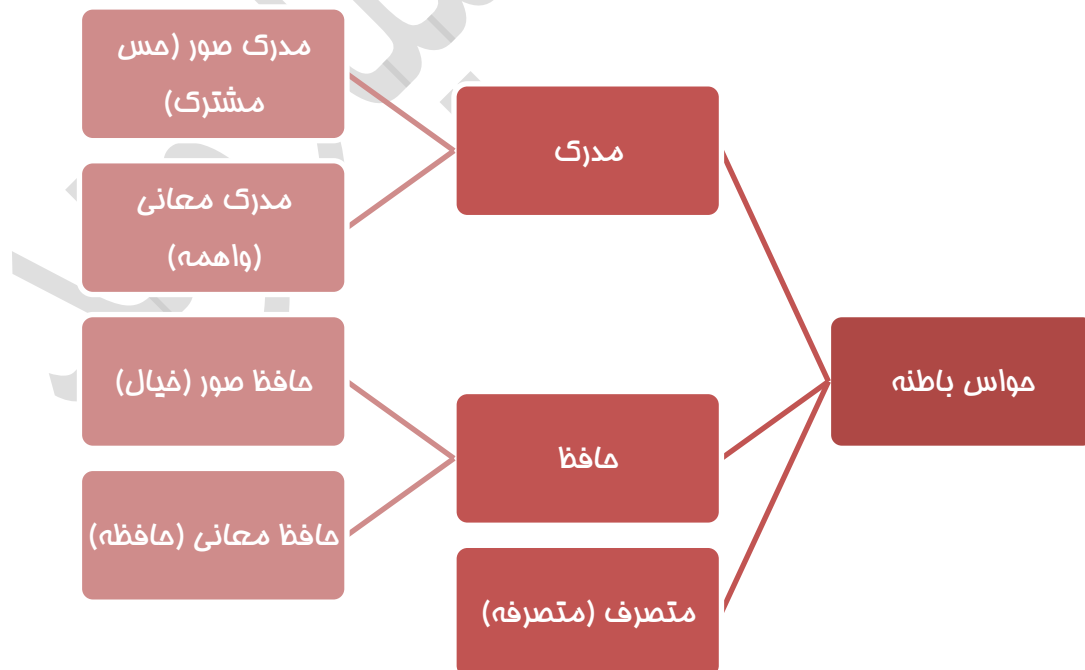 حواس باطنه
مدرک
مدرک صور (حس
مشترک)
مدرک معانی
(واهمه)
حافظ
حافظ صور (خیال)
حافظ معانی (حافظه)
متصرف (متصرفه)